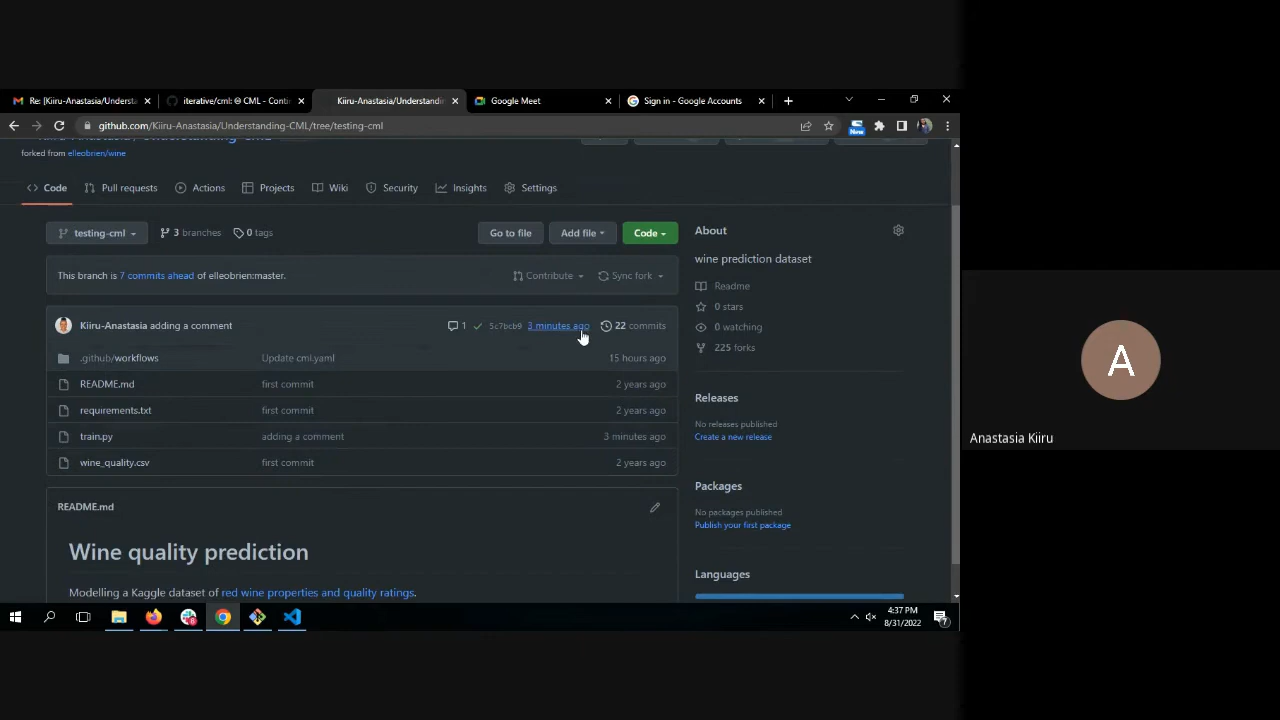 Re: [Kiiru-Anastasia/Understa
iterative/cml: ♾️ CML - Conti
Kiiru-Anastasia/Understandin
Google Meet
Sign in - Google Accounts
github.com/Kiiru-Anastasia/Understanding-CML/tree/testing-cml
New
forked from elleobrien/wine
Code
Pull requests
Actions
Projects
Wiki
Security
Insights
Settings
testing-cml
3 branches
0 tags
Go to file
Add file
Code
This branch is 7 commits ahead of elleobrien:master.
Contribute
Sync fork
Kiiru-Anastasia adding a comment
1
5c7bcb9
3 minutes ago
22 commits
.github/workflows
Update cml.yaml
15 hours ago
README.md
first commit
2 years ago
requirements.txt
first commit
2 years ago
train.py
adding a comment
3 minutes ago
wine_quality.csv
first commit
2 years ago
README.md
Wine quality prediction
Modelling a Kaggle dataset of red wine properties and quality ratings.
About
wine prediction dataset
Readme
0 stars
0 watching
225 forks
Releases
No releases published
Create a new release
Packages
No packages published
Publish your first package
Languages
4:37 PM
8/31/2022
7
A
Anastasia Kiiru